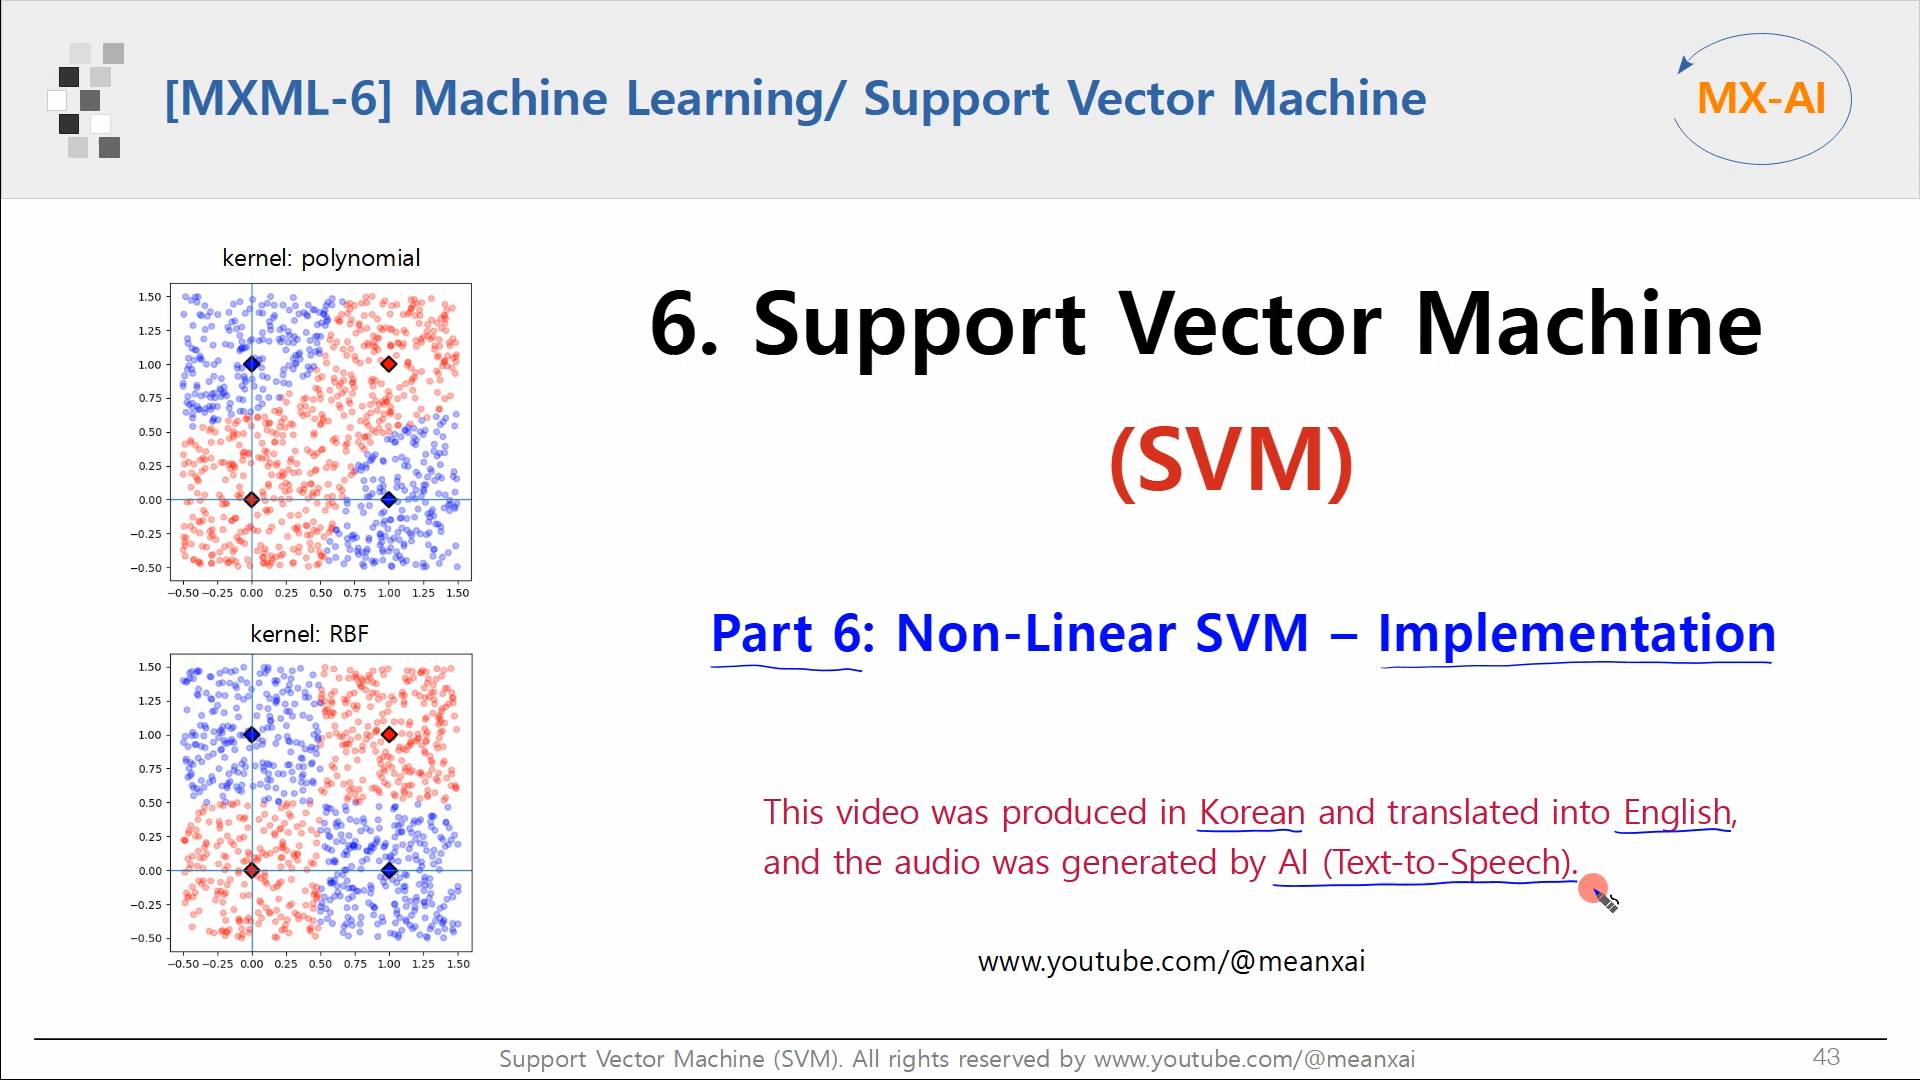 [MXML-6] Machine Learning/ Support Vector Machine
MX-AI
kernel: polynomial
1.50
1.25
1.00
0.75
0.50
0.25
0.00
−0.25
−0.50
−0.50 −0.25 0.00 0.25 0.50 0.75 1.00 1.25 1.50
kernel: RBF
1.50
1.25
1.00
0.75
0.50
0.25
0.00
−0.25
−0.50
−0.50 −0.25 0.00 0.25 0.50 0.75 1.00 1.25 1.50
6. Support Vector Machine
(SVM)
Part 6: Non-Linear SVM – Implementation
This video was produced in Korean and translated into English,
and the audio was generated by AI (Text-to-Speech).
www.youtube.com/@meanxai
Support Vector Machine (SVM). All rights reserved by www.youtube.com/@meanxai
43